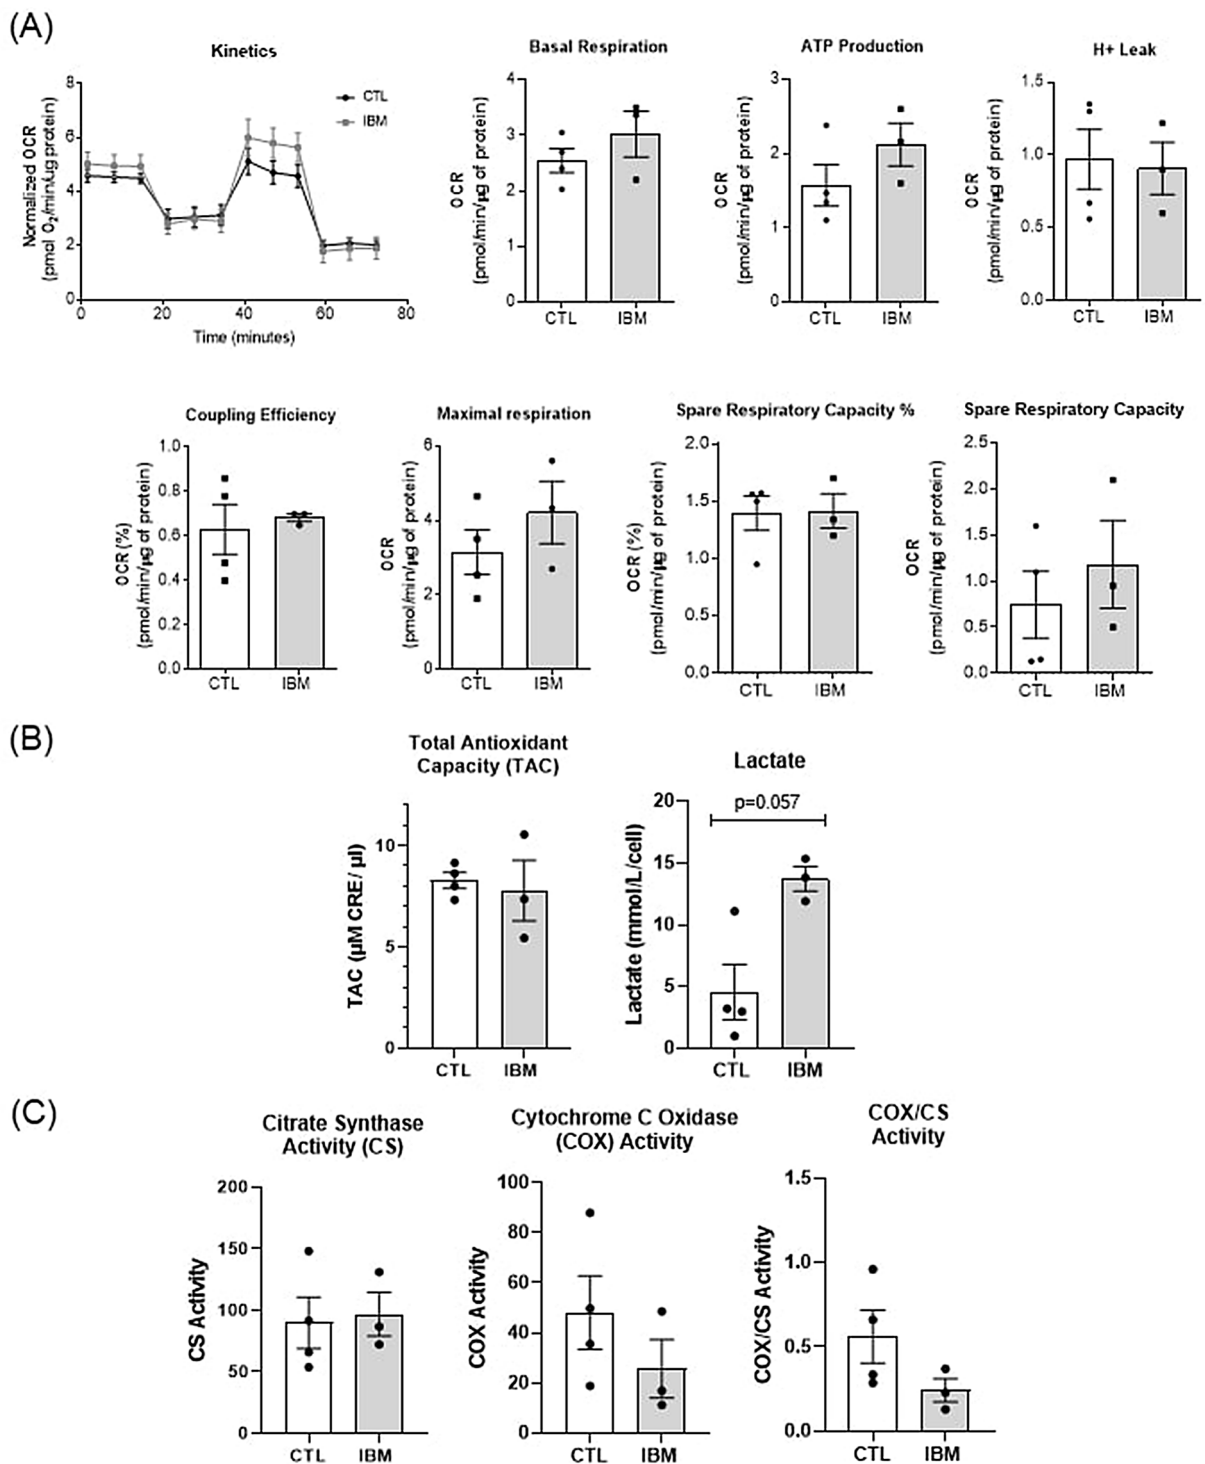 (A)
Kinetics
Normalized OCR
(pmol O2/min/ug protein)
8
6
4
2
0
0
20
40
60
80
Time (minutes)
CTL
IBM
Basal Respiration
OCR
(pmol/min/µg of protein)
4
3
2
1
0
CTL
IBM
ATP Production
OCR
(pmol/min/µg of protein)
3
2
1
0
CTL
IBM
H+ Leak
OCR
(pmol/min/µg of protein)
1.5
1.0
0.5
0.0
CTL
IBM
Coupling Efficiency
OCR (%)
(pmol/min/µg of protein)
1.0
0.8
0.6
0.4
0.2
0.0
CTL
IBM
Maximal respiration
OCR
(pmol/min/µg of protein)
6
4
2
0
CTL
IBM
Spare Respiratory Capacity %
OCR (%)
(pmol/min/µg of protein)
2.0
1.5
1.0
0.5
0.0
CTL
IBM
Spare Respiratory Capacity
OCR
(pmol/min/µg of protein)
2.5
2.0
1.5
1.0
0.5
0.0
CTL
IBM
(B)
Total Antioxidant
Capacity (TAC)
TAC (µM CRE/ µl)
10
5
0
CTL
IBM
Lactate
Lactate (mmol/L/cell)
20
15
10
5
0
p=0.057
CTL
IBM
(C)
Citrate Synthase
Activity (CS)
CS Activity
200
150
100
50
0
CTL
IBM
Cytochrome C Oxidase
(COX) Activity
COX Activity
100
80
60
40
20
0
CTL
IBM
COX/CS
Activity
COX/CS Activity
1.5
1.0
0.5
0.0
CTL
IBM